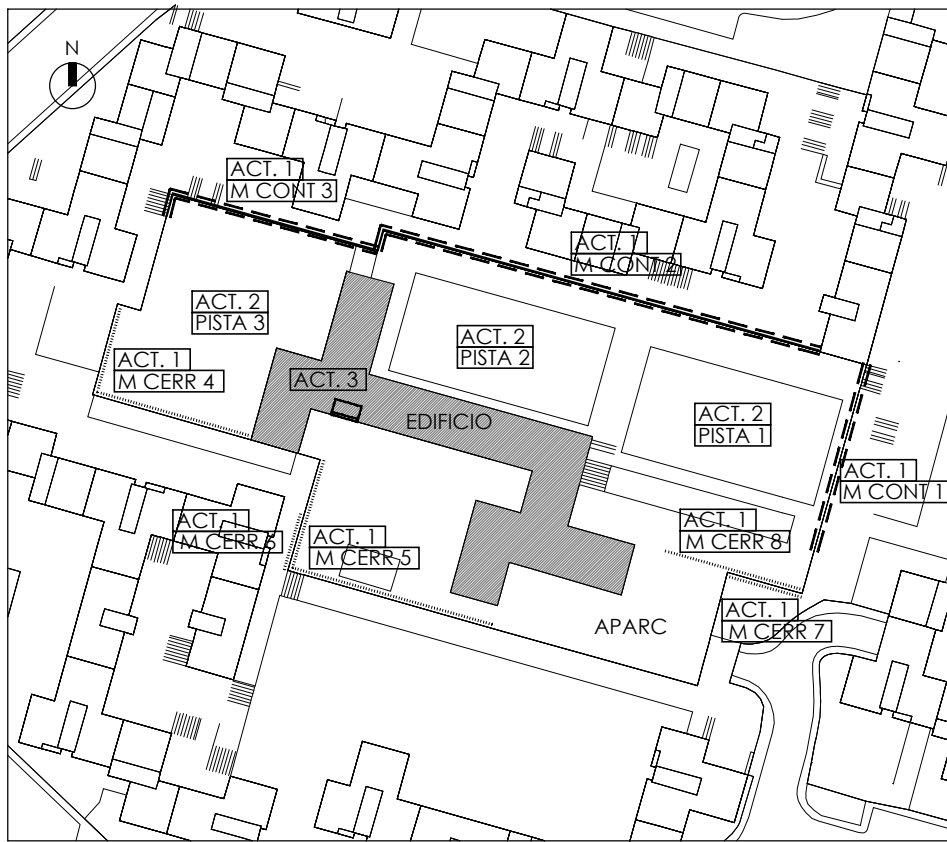 N
ACT. 1
M CONT 3
ACT. 1
M CONT 2
ACT. 2
PISTA 3
ACT. 2
PISTA 2
ACT. 1
M CERR 4
ACT. 3
EDIFICIO
ACT. 2
PISTA 1
ACT. 1
M CONT 1
ACT. 1
M CERR 6
ACT. 1
M CERR 5
ACT. 1
M CERR 8
ACT. 1
M CERR 7
APARC